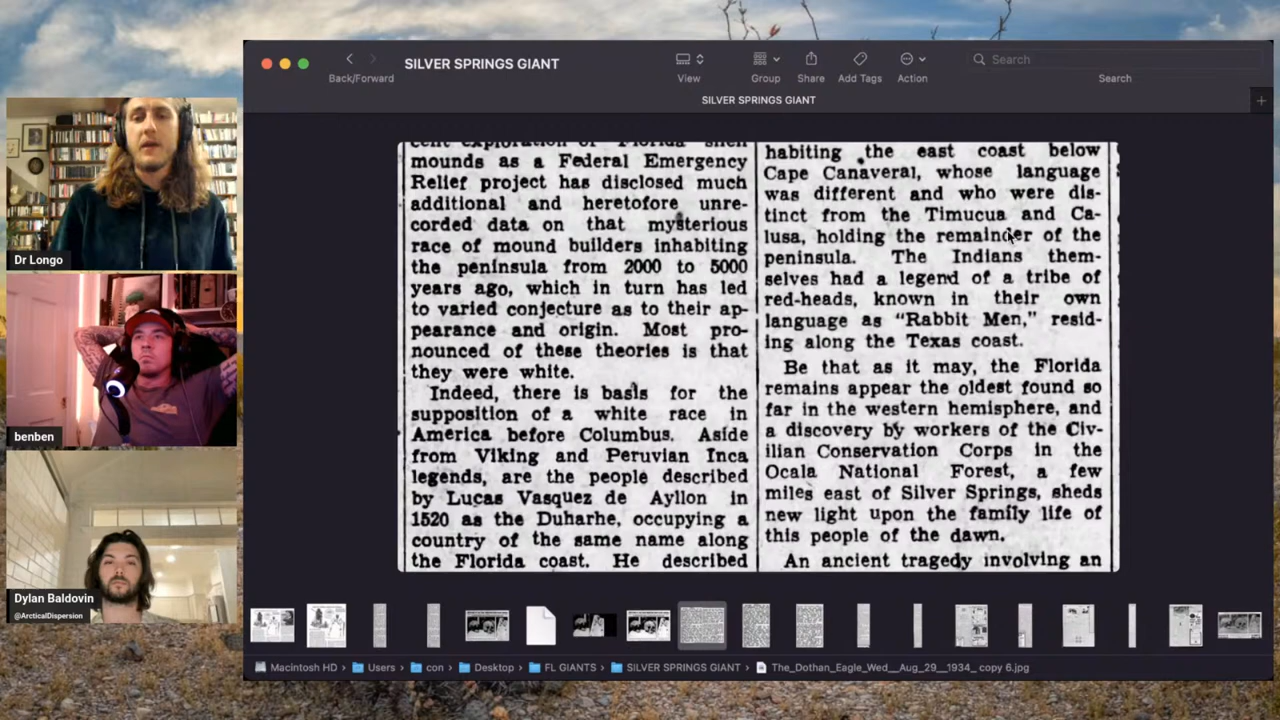 SILVER SPRINGS GIANT
Back/Forward
View
Group
Share
Add Tags
Action
Search
Search
SILVER SPRINGS GIANT
Dr Longo
benben
Dylan Baldovin
@ArcticalDispersion
cent exploration of Florida shell
mounds as a Federal Emergency
Relief project has disclosed much
additional and heretofore unre-
corded data on that mysterious
race of mound builders inhabiting
the peninsula from 2000 to 5000
years ago, which in turn has led
to varied conjecture as to their ap-
pearance and origin. Most pro-
nounced of these theories is that
they were white.
Indeed, there is basis for the
supposition of a white race in
America before Columbus. Aside
from Viking and Peruvian Inca
legends, are the people described
by Lucas Vasquez de Ayllon in
1520 as the Duharhe, occupying a
country of the same name along
the Florida coast. He described
habiting the east coast below
Cape Canaveral, whose language
was different and who were dis-
tinct from the Timucua and Ca-
lusa, holding the remainder of the
peninsula. The Indians them-
selves had a legend of a tribe of
red-heads, known in their own
language as "Rabbit Men," resid-
ing along the Texas coast.
Be that as it may, the Florida
remains appear the oldest found so
far in the western hemisphere, and
a discovery by workers of the Civ-
ilian Conservation Corps in the
Ocala National Forest, a few
miles east of Silver Springs, sheds
new light upon the family life of
this people of the dawn.
An ancient tragedy involving an
Macintosh HD > Users > con > Desktop > FL GIANTS > SILVER SPRINGS GIANT > The_Dothan_Eagle_Wed__Aug_29__1934_ copy 6.jpg